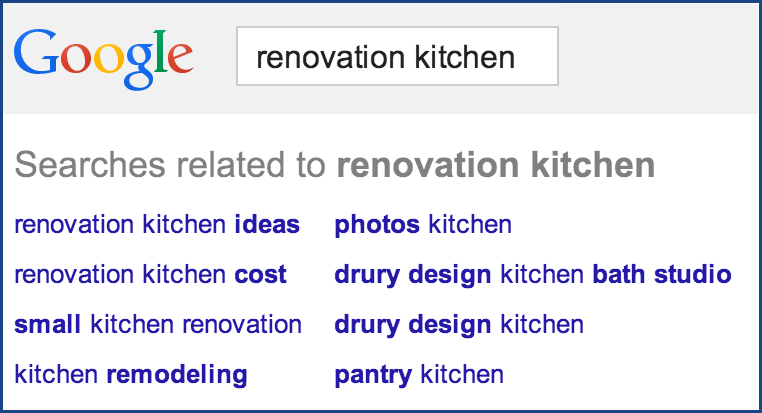 Google
renovation kitchen
Searches related to renovation kitchen
renovation kitchen ideas
renovation kitchen cost
small kitchen renovation
kitchen remodeling
photos kitchen
drury design kitchen bath studio
drury design kitchen
pantry kitchen